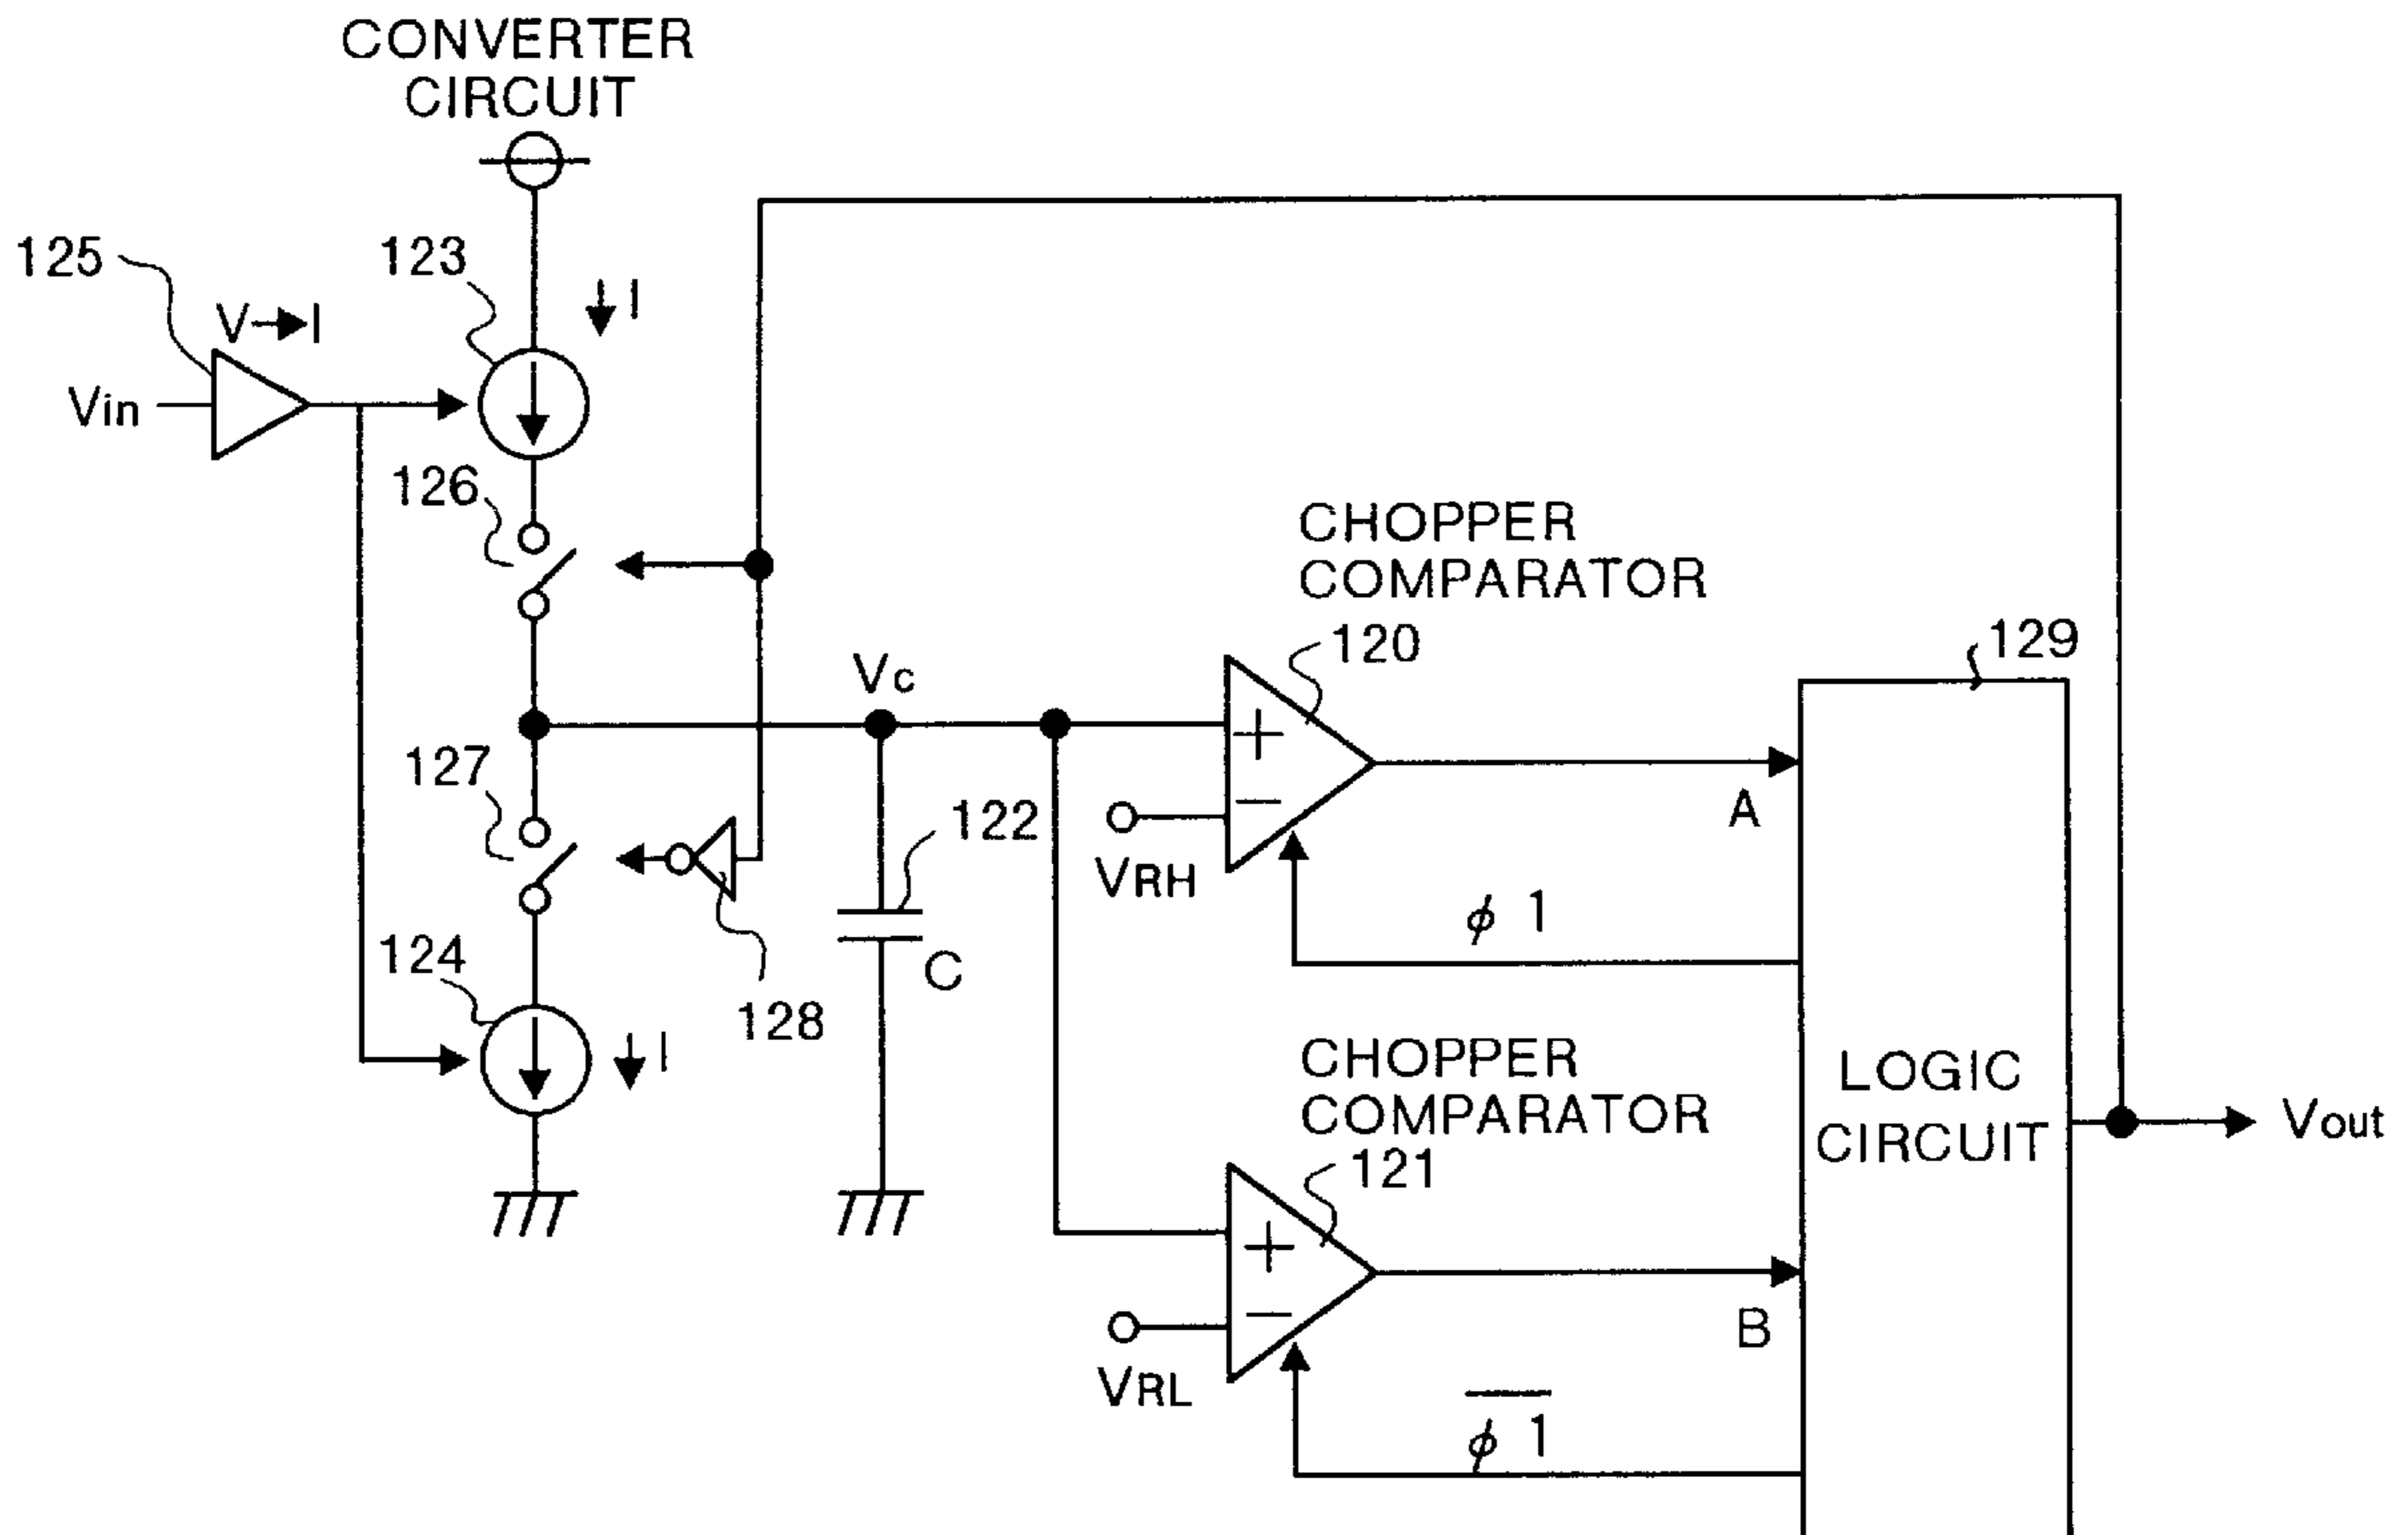 CONVERTER
CIRCUIT
125
123
I
V→I
Vin
126
CHOPPER
COMPARATOR
120
129
Vc
127
122
A
VRH
ϕ 1
124
C
128
I
CHOPPER
COMPARATOR
121
LOGIC
CIRCUIT
Vout
B
VRL
ϕ̅ 1̅